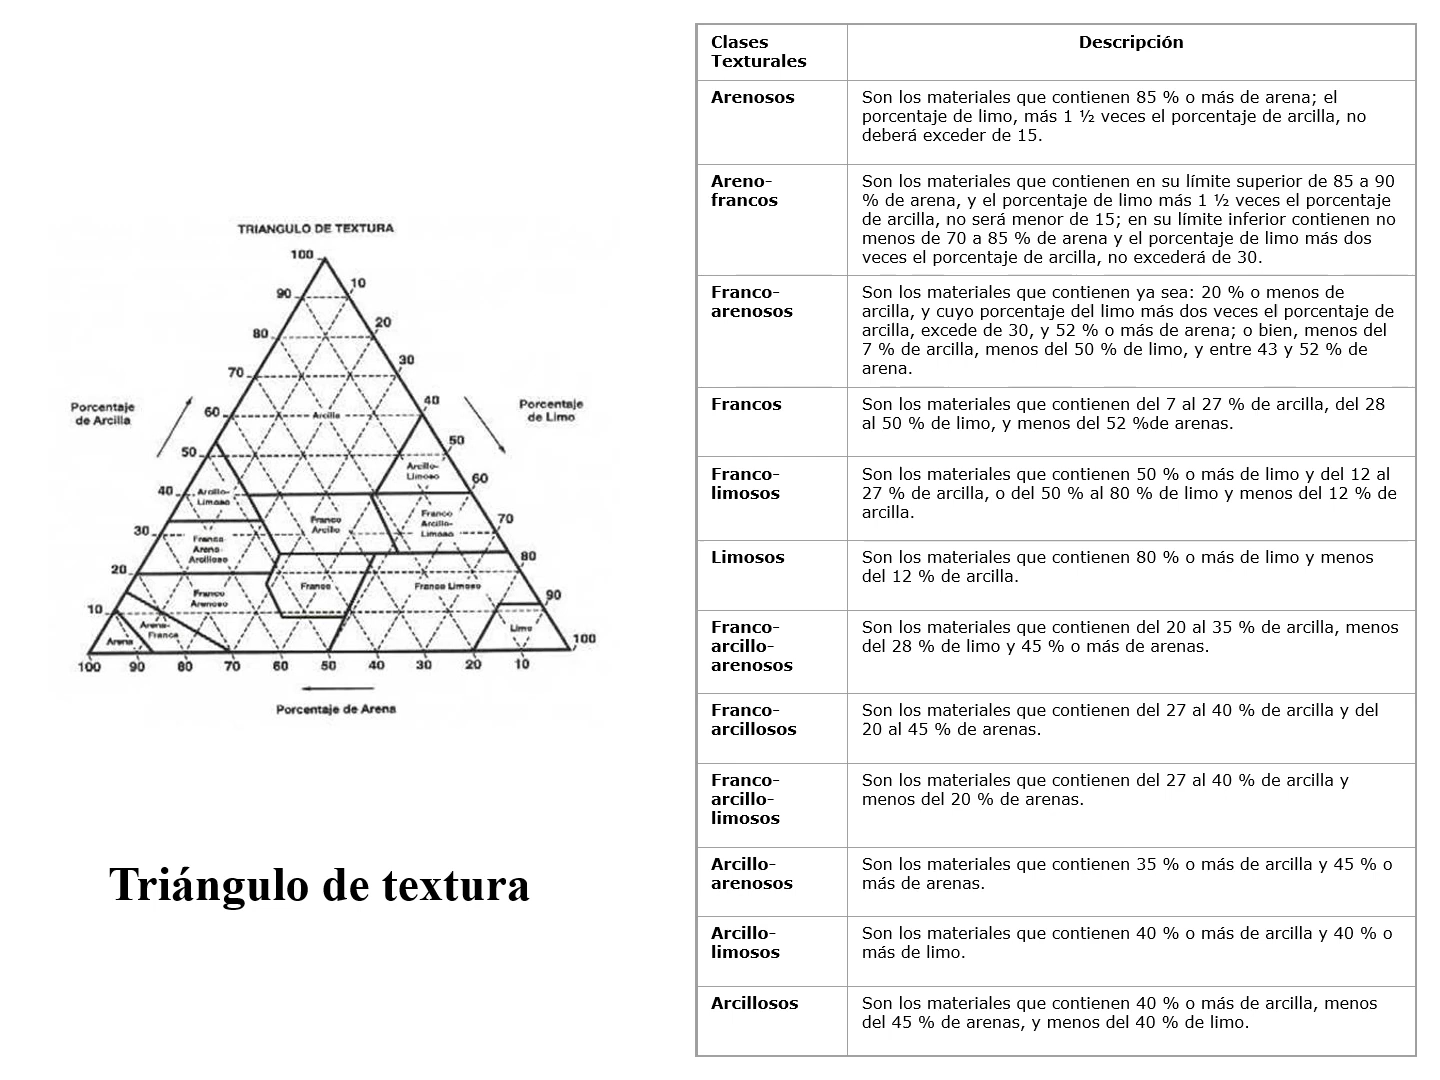 TRIANGULO DE TEXTURA
100
90
10
80
20
70
30
Porcentaje
de Arcilla
Porcentaje
de Limo
60
Arcilla
40
50
50
Arcillo-
Limoso
60
40
Arcillo-
Limoso
Franco
Arcillo
Franco
Arcillo-
Limoso
70
30
Franco
Areno-
Arcilloso
80
20
Franco
Arenoso
Franco
Franco Limoso
90
10
Arena-
Franca
Arena
Limo
100
100 90 80 70 60 50 40 30 20 10
Porcentaje de Arena
Triángulo de textura
Clases
Texturales
Descripción
Arenosos
Son los materiales que contienen 85 % o más de arena; el
porcentaje de limo, más 1 ½ veces el porcentaje de arcilla, no
deberá exceder de 15.
Areno-
francos
Son los materiales que contienen en su límite superior de 85 a 90
% de arena, y el porcentaje de limo más 1 ½ veces el porcentaje
de arcilla, no será menor de 15; en su límite inferior contienen no
menos de 70 a 85 % de arena y el porcentaje de limo más dos
veces el porcentaje de arcilla, no excederá de 30.
Franco-
arenosos
Son los materiales que contienen ya sea: 20 % o menos de
arcilla, y cuyo porcentaje del limo más dos veces el porcentaje de
arcilla, excede de 30, y 52 % o más de arena; o bien, menos del
7 % de arcilla, menos del 50 % de limo, y entre 43 y 52 % de
arena.
Francos
Son los materiales que contienen del 7 al 27 % de arcilla, del 28
al 50 % de limo, y menos del 52 %de arenas.
Franco-
limosos
Son los materiales que contienen 50 % o más de limo y del 12 al
27 % de arcilla, o del 50 % al 80 % de limo y menos del 12 % de
arcilla.
Limosos
Son los materiales que contienen 80 % o más de limo y menos
del 12 % de arcilla.
Franco-
arcillo-
arenosos
Son los materiales que contienen del 20 al 35 % de arcilla, menos
del 28 % de limo y 45 % o más de arenas.
Franco-
arcillosos
Son los materiales que contienen del 27 al 40 % de arcilla y del
20 al 45 % de arenas.
Franco-
arcillo-
limosos
Son los materiales que contienen del 27 al 40 % de arcilla y
menos del 20 % de arenas.
Arcillo-
arenosos
Son los materiales que contienen 35 % o más de arcilla y 45 % o
más de arenas.
Arcillo-
limosos
Son los materiales que contienen 40 % o más de arcilla y 40 % o
más de limo.
Arcillosos
Son los materiales que contienen 40 % o más de arcilla, menos
del 45 % de arenas, y menos del 40 % de limo.